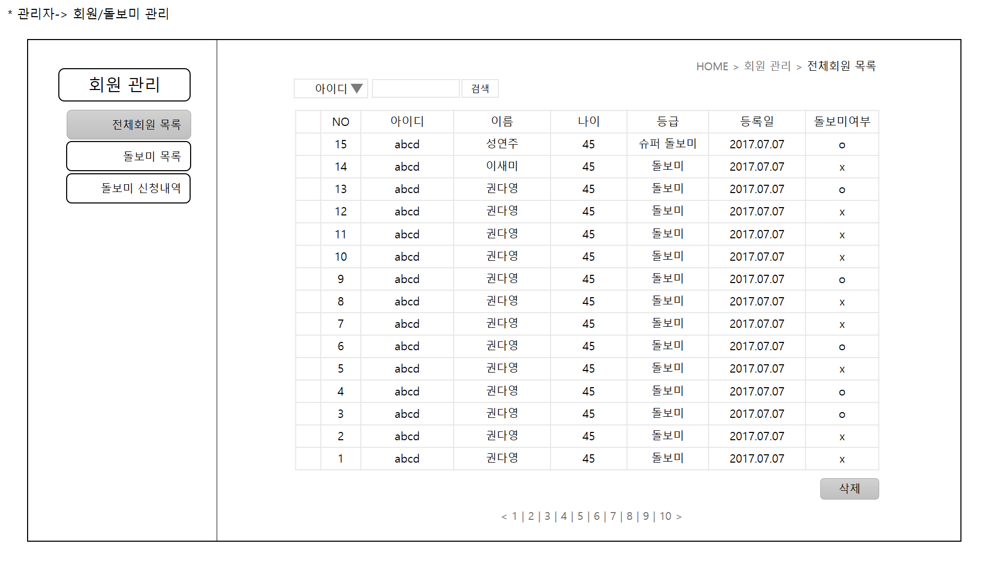 * 관리자-> 회원/돌보미 관리
회원 관리
전체회원 목록
돌보미 목록
돌보미 신청내역
HOME > 회원 관리 > 전체회원 목록
아이디 검색
NO 아이디 이름 나이 등급 등록일 돌보미여부
15 abcd 성연주 45 슈퍼 돌보미 2017.07.07 o
14 abcd 이새미 45 돌보미 2017.07.07 x
13 abcd 권다영 45 돌보미 2017.07.07 o
12 abcd 권다영 45 돌보미 2017.07.07 x
11 abcd 권다영 45 돌보미 2017.07.07 x
10 abcd 권다영 45 돌보미 2017.07.07 x
9 abcd 권다영 45 돌보미 2017.07.07 o
8 abcd 권다영 45 돌보미 2017.07.07 x
7 abcd 권다영 45 돌보미 2017.07.07 x
6 abcd 권다영 45 돌보미 2017.07.07 o
5 abcd 권다영 45 돌보미 2017.07.07 x
4 abcd 권다영 45 돌보미 2017.07.07 o
3 abcd 권다영 45 돌보미 2017.07.07 o
2 abcd 권다영 45 돌보미 2017.07.07 x
1 abcd 권다영 45 돌보미 2017.07.07 x
삭제
< 1 | 2 | 3 | 4 | 5 | 6 | 7 | 8 | 9 | 10 >